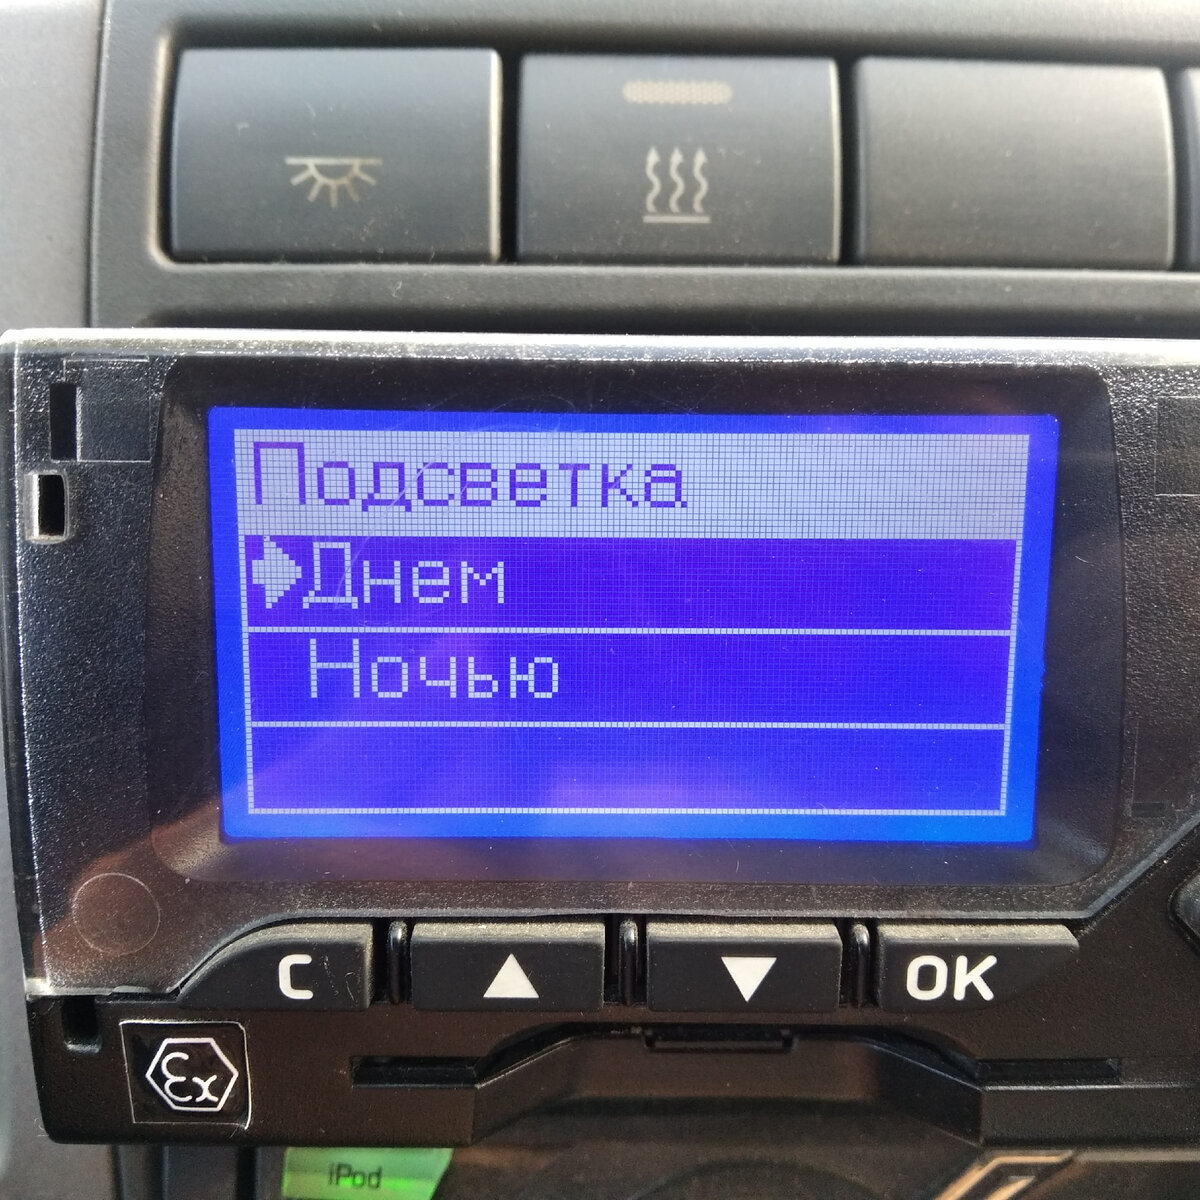 Подсветка
Днем
Ночью
C
OK
Ex
iPod